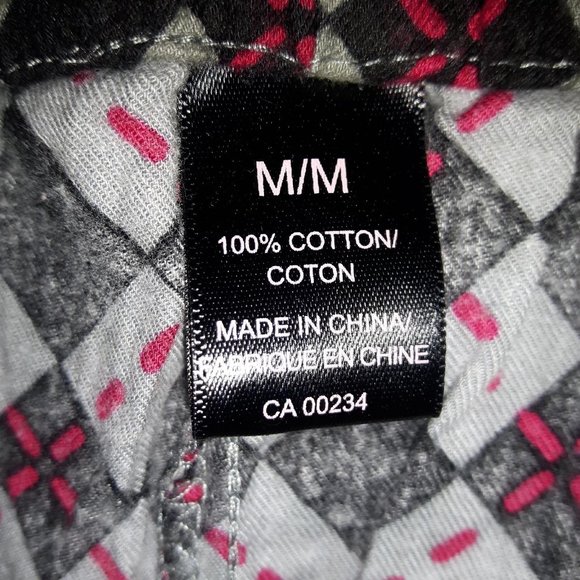 M/M
100% COTTON/
COTON
MADE IN CHINA/
FABRIQUE EN CHINE
CA 00234